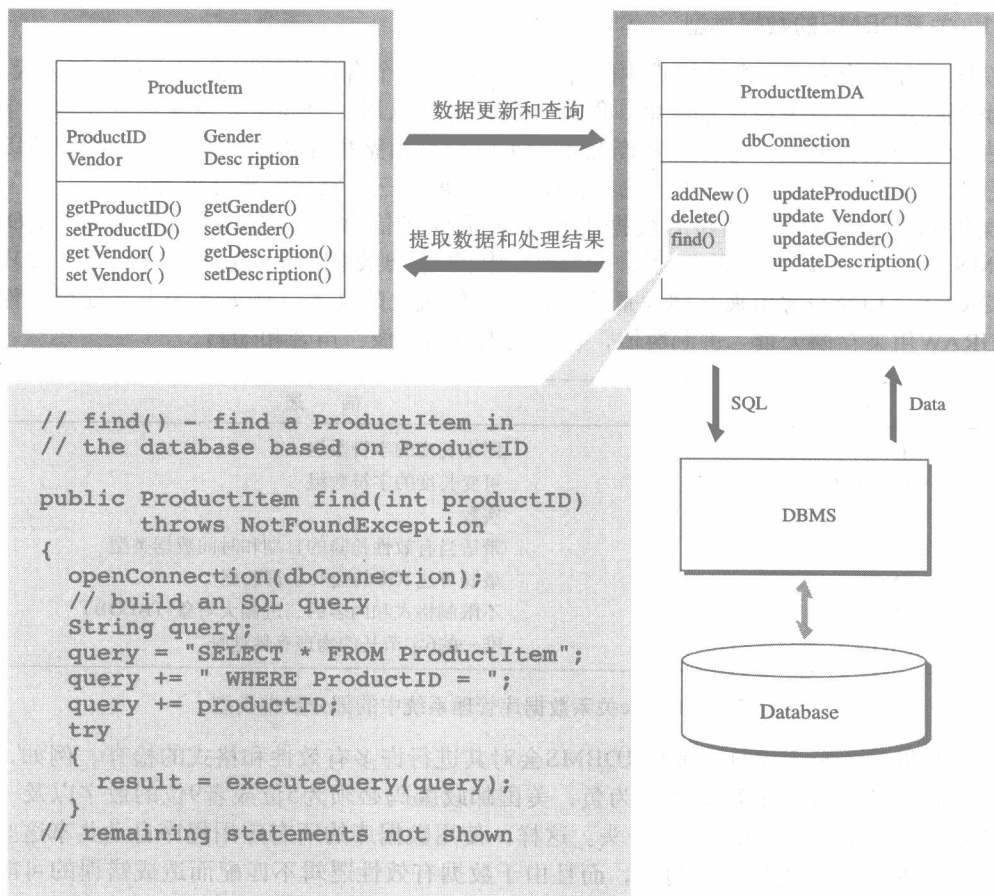 ProductItem
ProductID Gender
Vendor Desc ription
getProductID() getGender()
setProductID() setGender()
get Vendor( ) getDescription()
set Vendor( ) setDescription()
数据更新和查询
提取数据和处理结果
ProductItemDA
dbConnection
addNew () updateProductID()
delete() update Vendor( )
find() updateGender()
updateDescription()
SQL
Data
DBMS
Database
// find() – find a ProductItem in
// the database based on ProductID
public ProductItem find(int productID)
throws NotFoundException
{
openConnection(dbConnection);
// build an SQL query
String query;
query = "SELECT * FROM ProductItem";
query += " WHERE ProductID = ";
query += productID;
try
{
result = executeQuery(query);
}
// remaining statements not shown